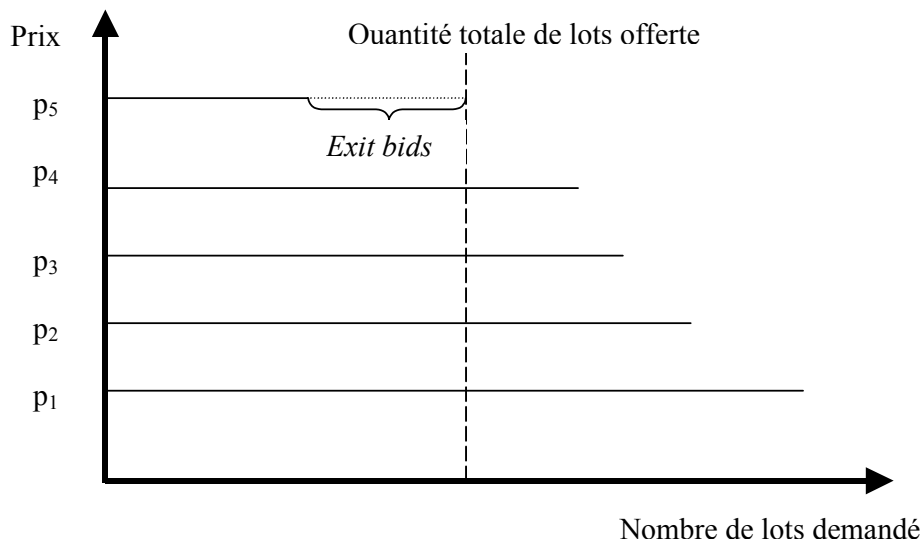 Prix
Ouantité totale de lots offerte
p5
Exit bids
p4
p3
p2
p1
Nombre de lots demandé